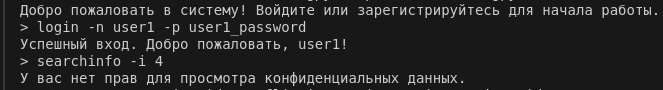 Добро пожаловать в систему! Войдите или зарегистрируйтесь для начала работы.
> login -n user1 -p user1_password
Успешный вход. Добро пожаловать, user1!
> searchinfo -i 4
У вас нет прав для просмотра конфиденциальных данных.